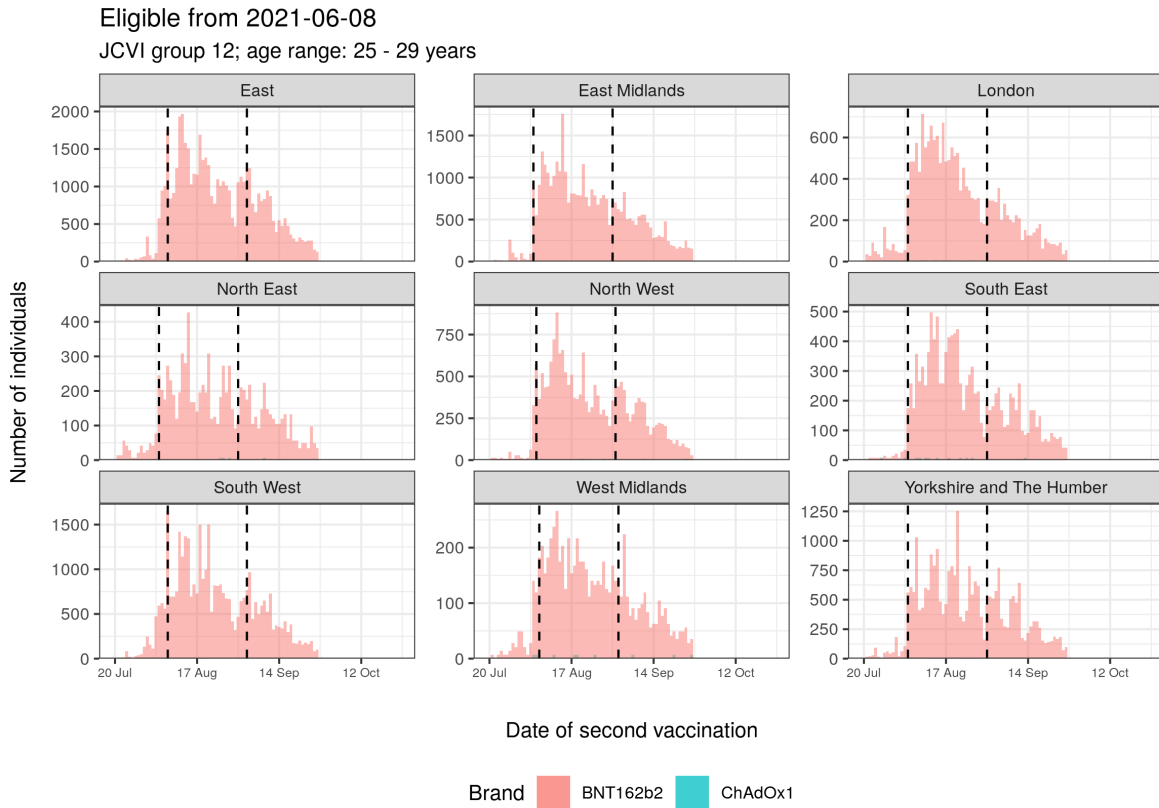 Eligible from 2021-06-08
JCVI group 12; age range: 25 - 29 years
East
East Midlands
London
2000
1500
1000
500
0
1500
1000
500
0
600
400
200
0
North East
North West
South East
400
300
200
100
0
750
500
250
0
500
400
300
200
100
0
South West
West Midlands
Yorkshire and The Humber
1500
1000
500
0
200
100
0
1250
1000
750
500
250
0
20 Jul 17 Aug 14 Sep 12 Oct
20 Jul 17 Aug 14 Sep 12 Oct
20 Jul 17 Aug 14 Sep 12 Oct
Number of individuals
Date of second vaccination
Brand BNT162b2 ChAdOx1